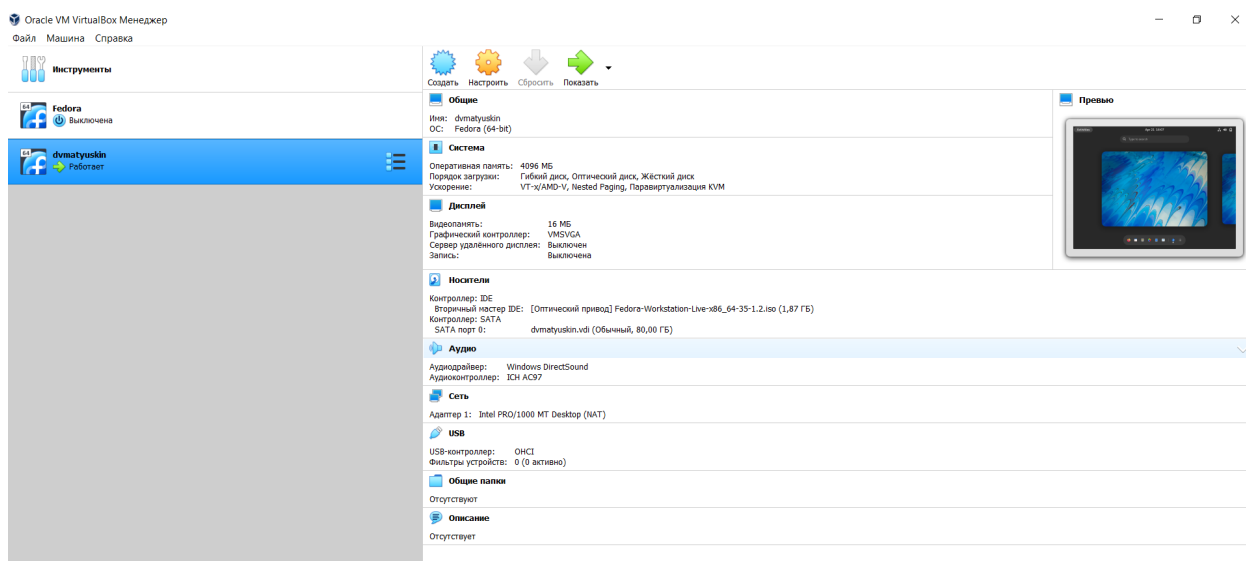 Oracle VM VirtualBox Менеджер
Файл Машина Справка
Инструменты
64
Fedora
Выключена
64
dvmatyuskin
Работает
Создать Настроить Сбросить Показать
Общие
Имя: dvmatyuskin
ОС: Fedora (64-bit)
Система
Оперативная память: 4096 МБ
Порядок загрузки: Гибкий диск, Оптический диск, Жёсткий диск
Ускорение: VT-x/AMD-V, Nested Paging, Паравиртуализация KVM
Дисплей
Видеопамять: 16 МБ
Графический контроллер: VMSVGA
Сервер удалённого дисплея: Выключен
Запись: Выключена
Носители
Контроллер: IDE
Вторичный мастер IDE: [Оптический привод] Fedora-Workstation-Live-x86_64-35-1.2.iso (1,87 ГБ)
Контроллер: SATA
SATA порт 0: dvmatyuskin.vdi (Обычный, 80,00 ГБ)
Аудио
Аудиодрайвер: Windows DirectSound
Аудиоконтроллер: ICH AC97
Сеть
Адаптер 1: Intel PRO/1000 MT Desktop (NAT)
USB
USB-контроллер: OHCI
Фильтры устройств: 0 (0 активно)
Общие папки
Отсутствуют
Описание
Отсутствует
Превью